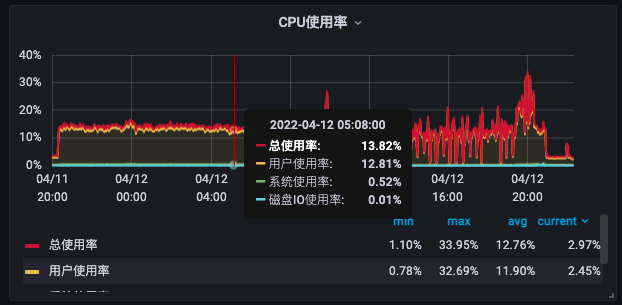 CPU使用率
40%
30%
20%
10%
0%
2022-04-12 05:08:00
总使用率: 13.82%
用户使用率: 12.81%
系统使用率: 0.52%
磁盘IO使用率: 0.01%
04/11 20:00
04/12 00:00
04/12 04:00
04/12 16:00
04/12 20:00
min max avg current
总使用率 1.10% 33.95% 12.76% 2.97%
用户使用率 0.78% 32.69% 11.90% 2.45%